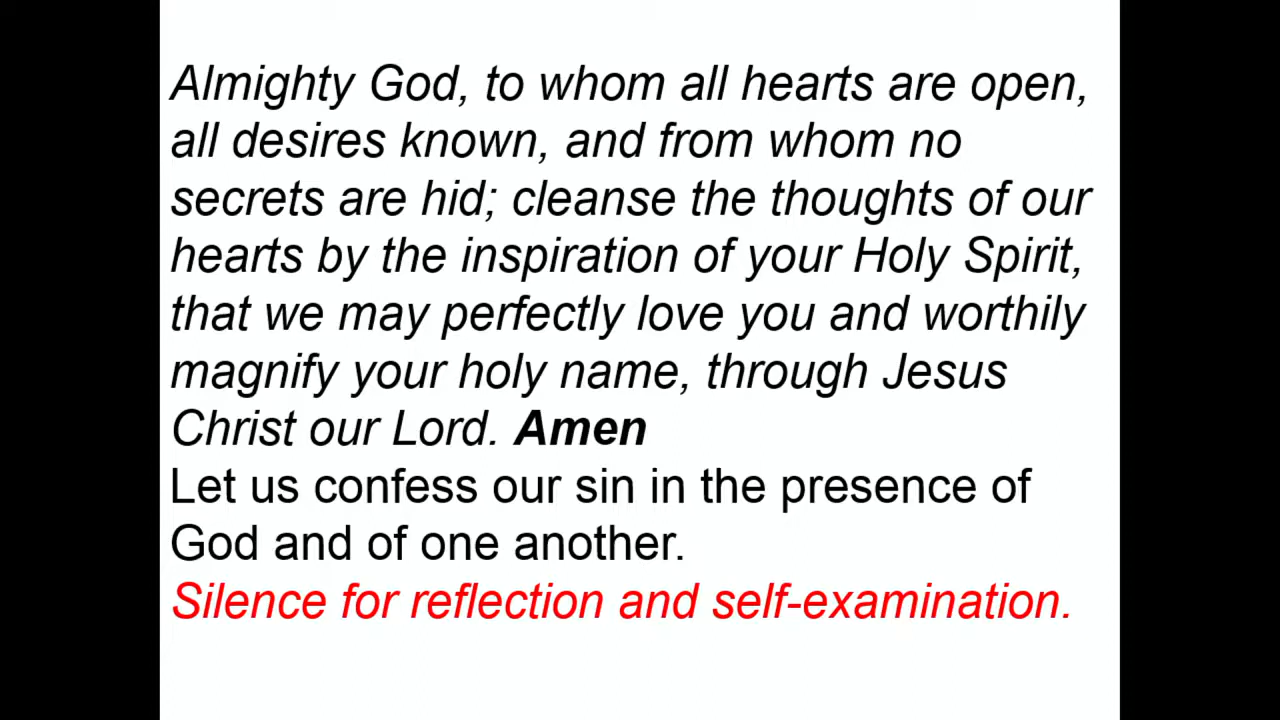 Almighty God, to whom all hearts are open,
all desires known, and from whom no
secrets are hid; cleanse the thoughts of our
hearts by the inspiration of your Holy Spirit,
that we may perfectly love you and worthily
magnify your holy name, through Jesus
Christ our Lord. Amen
Let us confess our sin in the presence of
God and of one another.
Silence for reflection and self-examination.